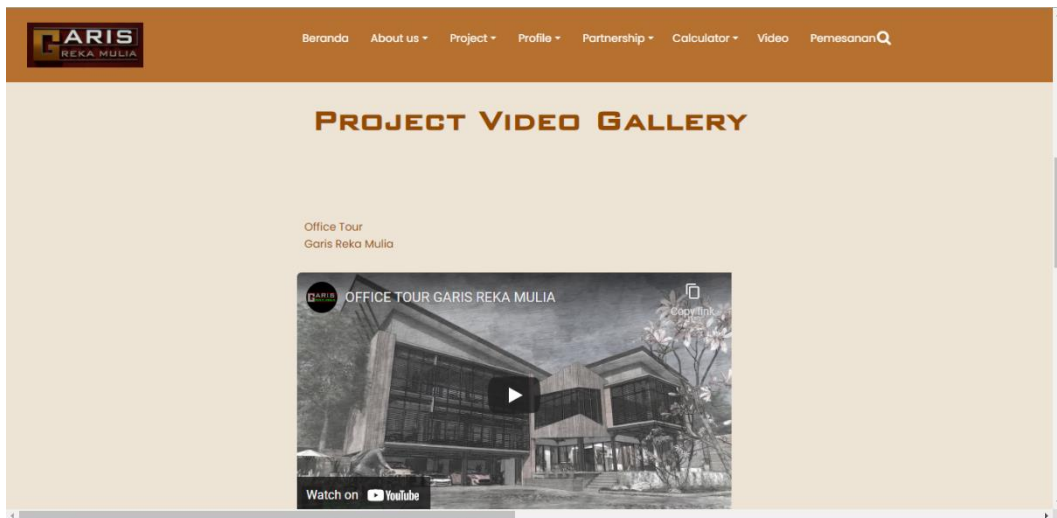 GARIS
REKA MULIA
Beranda About us Project Profile Partnership Calculator Video Pemesanan
PROJECT VIDEO GALLERY
Office Tour
Garis Reka Mulia
GARIS
OFFICE TOUR GARIS REKA MULIA
Copy link
Watch on YouTube